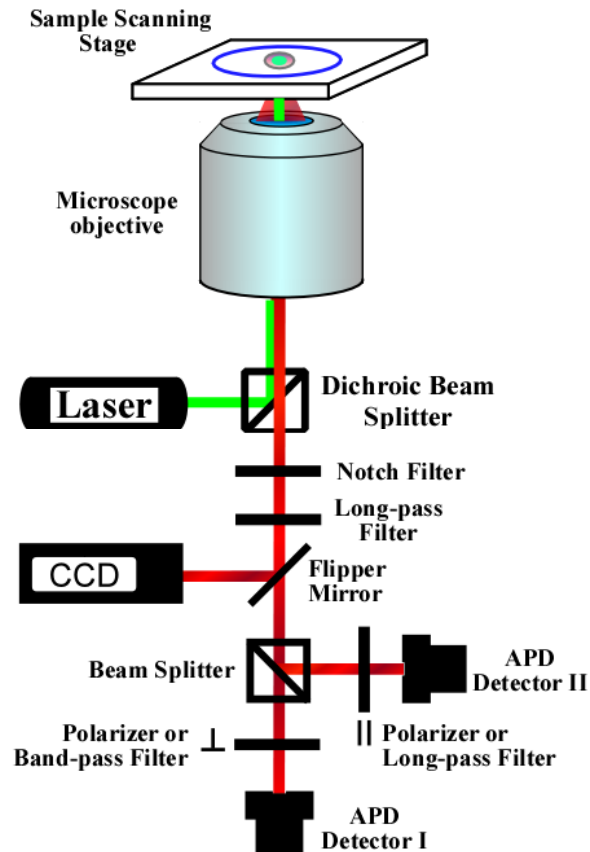 Sample Scanning
Stage
Microscope
objective
Laser
Dichroic Beam
Splitter
Notch Filter
Long-pass
Filter
CCD
Flipper
Mirror
Beam Splitter
APD
Detector II
Polarizer or
Band-pass Filter
⊥
||
Polarizer or
Long-pass Filter
APD
Detector I